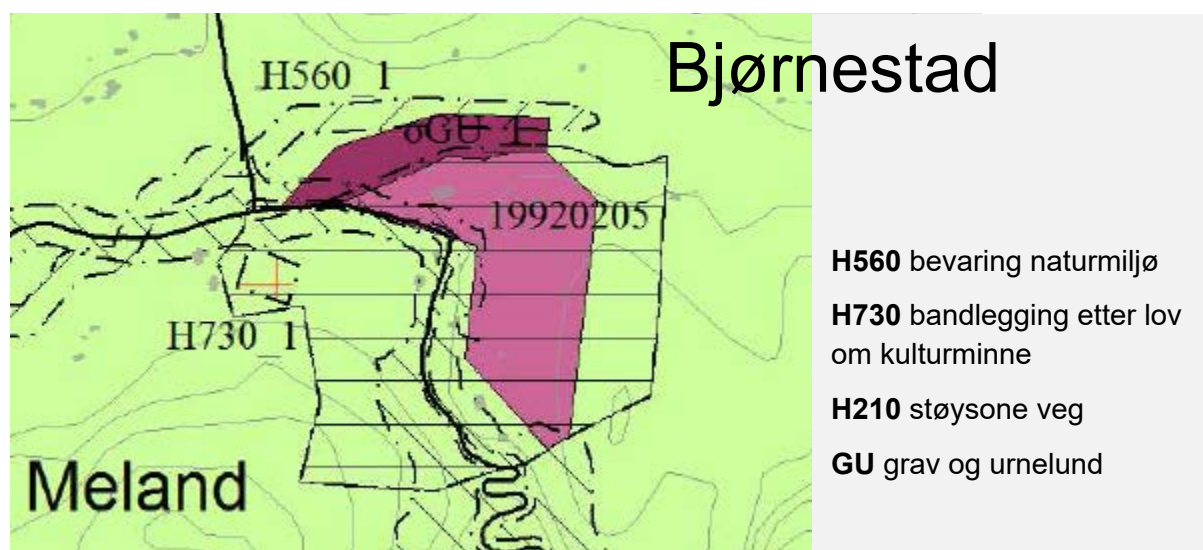 Bjørnestad
H560_1
oGU_1
19920205
H730_1
Meland
H560 bevaring naturmiljø
H730 bandlegging etter lov
om kulturminne
H210 støysone veg
GU grav og urnelund